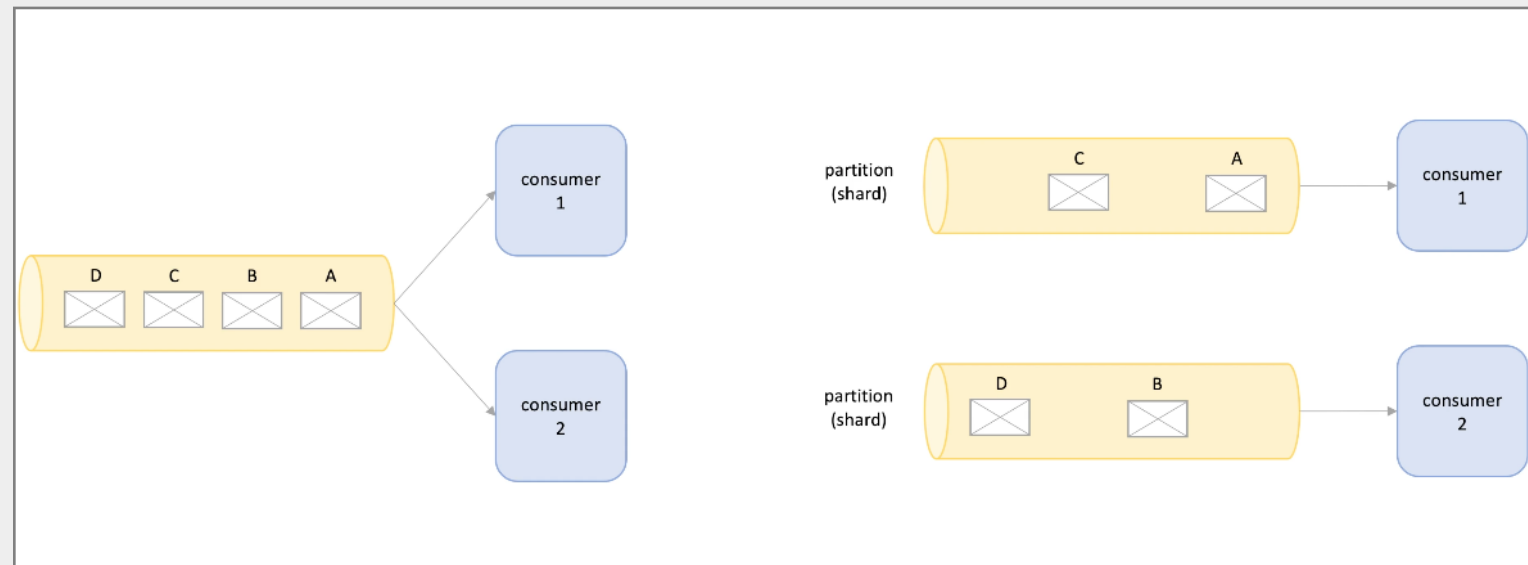 consumer
1
D C B A
consumer
2
partition
(shard)
C A
consumer
1
partition
(shard)
D B
consumer
2